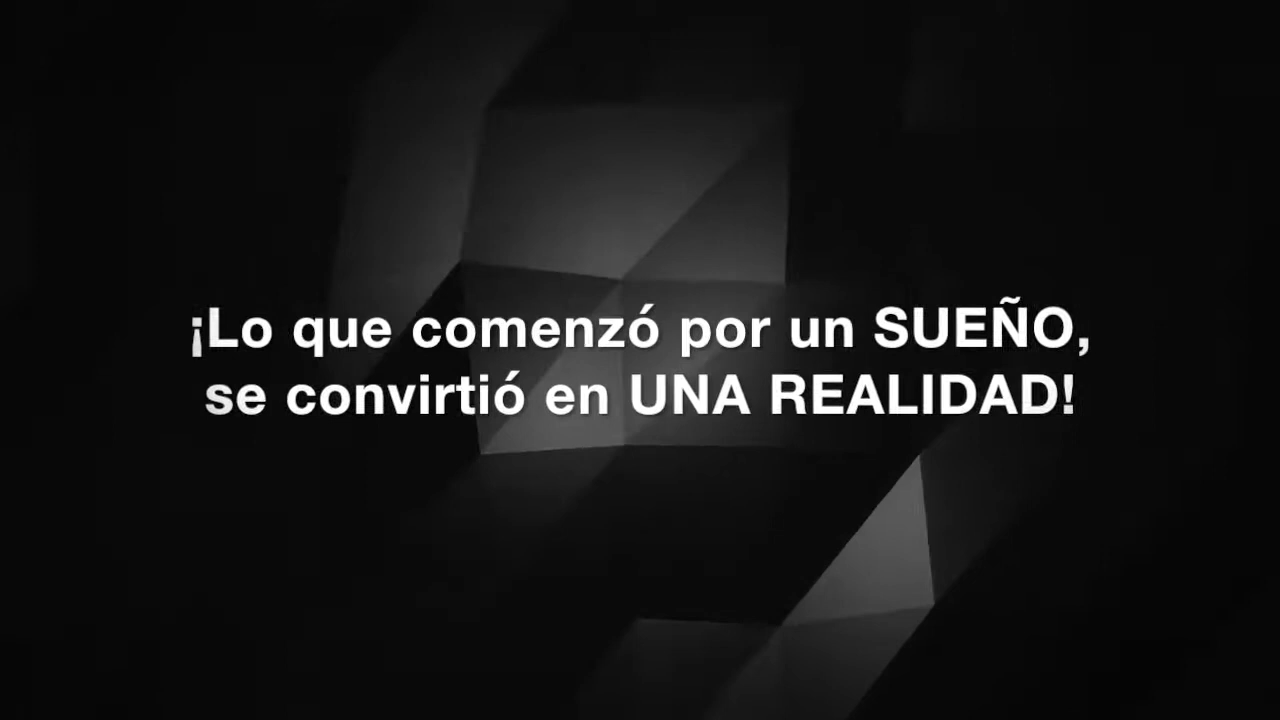 ¡Lo que comenzó por un SUEÑO,
se convirtió en UNA REALIDAD!